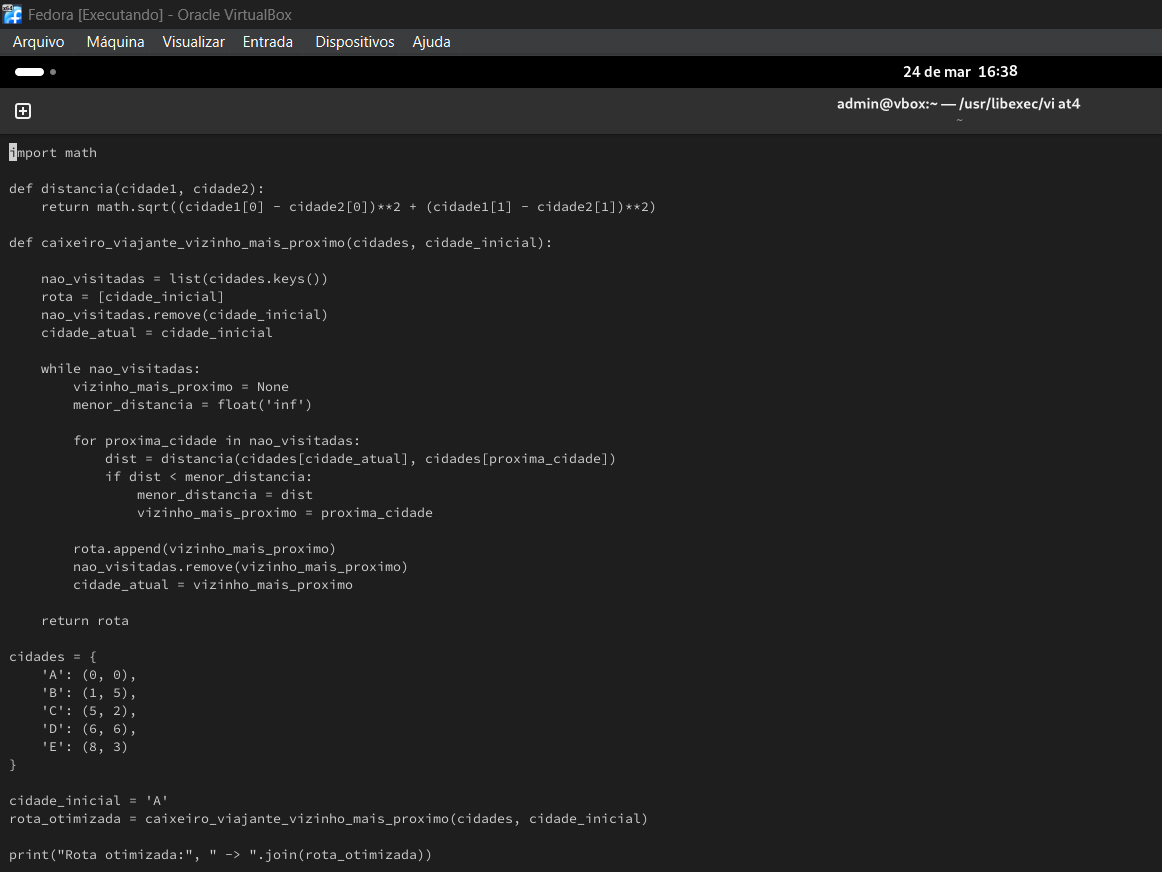 Fedora [Executando] - Oracle VirtualBox
Arquivo Máquina Visualizar Entrada Dispositivos Ajuda
24 de mar 16:38
admin@vbox:~ — /usr/libexec/vi at4
~
import math

def distancia(cidade1, cidade2):
    return math.sqrt((cidade1[0] - cidade2[0])**2 + (cidade1[1] - cidade2[1])**2)

def caixeiro_viajante_vizinho_mais_proximo(cidades, cidade_inicial):

    nao_visitadas = list(cidades.keys())
    rota = [cidade_inicial]
    nao_visitadas.remove(cidade_inicial)
    cidade_atual = cidade_inicial

    while nao_visitadas:
        vizinho_mais_proximo = None
        menor_distancia = float('inf')

        for proxima_cidade in nao_visitadas:
            dist = distancia(cidades[cidade_atual], cidades[proxima_cidade])
            if dist < menor_distancia:
                menor_distancia = dist
                vizinho_mais_proximo = proxima_cidade

        rota.append(vizinho_mais_proximo)
        nao_visitadas.remove(vizinho_mais_proximo)
        cidade_atual = vizinho_mais_proximo

    return rota

cidades = {
    'A': (0, 0),
    'B': (1, 5),
    'C': (5, 2),
    'D': (6, 6),
    'E': (8, 3)
}

cidade_inicial = 'A'
rota_otimizada = caixeiro_viajante_vizinho_mais_proximo(cidades, cidade_inicial)

print("Rota otimizada:", " -> ".join(rota_otimizada))